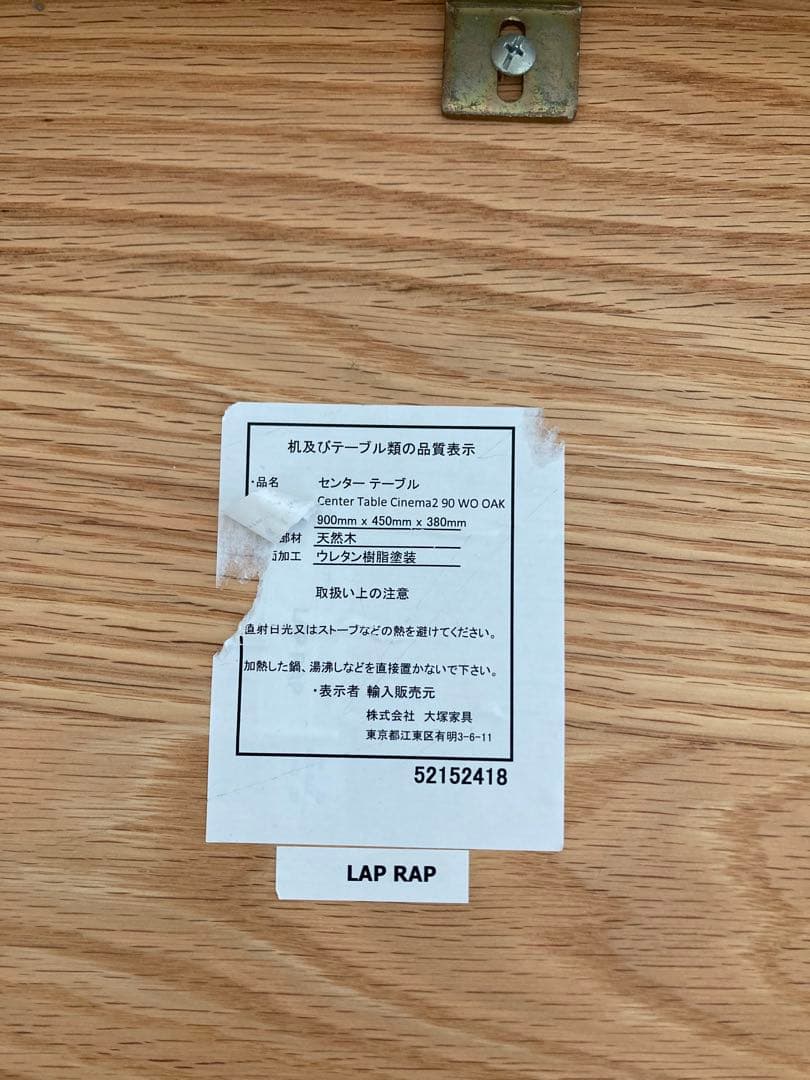 机及びテーブル類の品質表示
・品名 センター テーブル
Center Table Cinema2 90 WO OAK
900mm x 450mm x 380mm
部材 天然木
加工 ウレタン樹脂塗装
取扱い上の注意
直射日光又はストーブなどの熱を避けてください。
加熱した鍋、湯沸しなどを直接置かないで下さい。
・表示者 輸入販売元
株式会社 大塚家具
東京都江東区有明3-6-11
52152418
LAP RAP